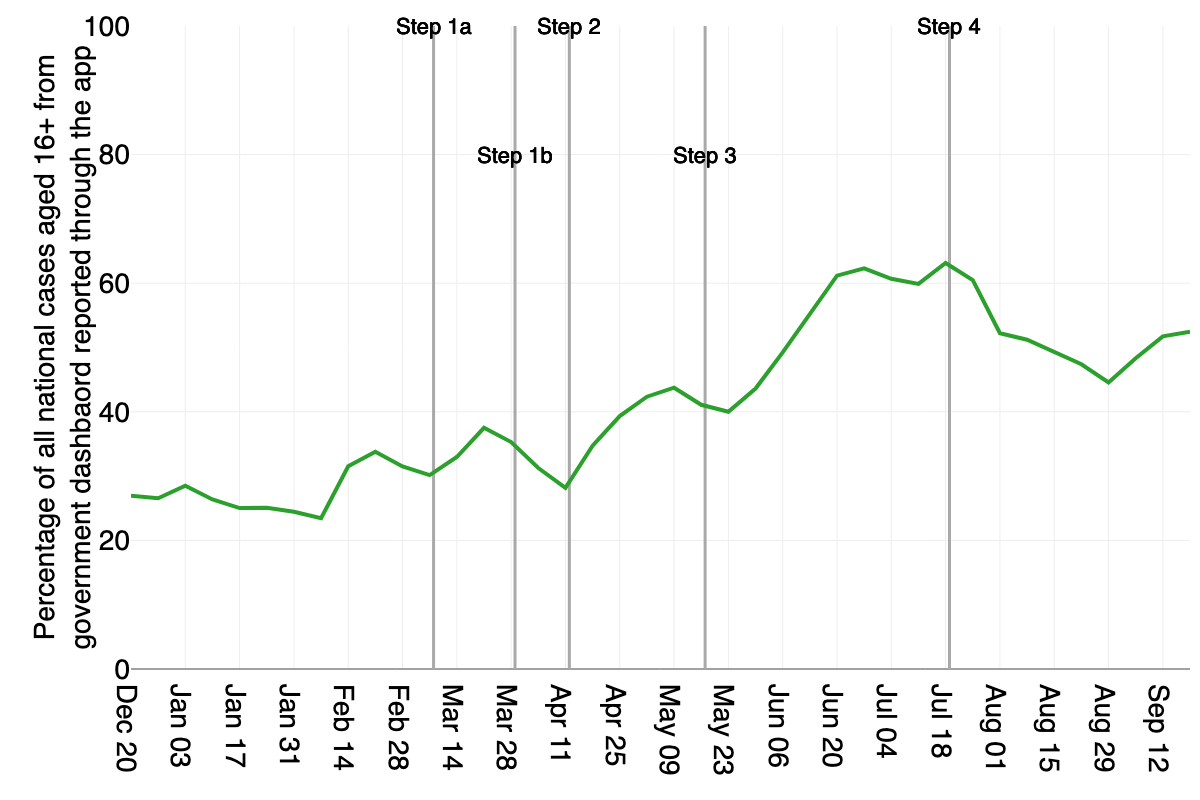 Percentage of all national cases aged 16+ from
government dashbaord reported through the app
100
80
60
40
20
0
Step 1a
Step 2
Step 4
Step 1b
Step 3
Dec 20
Jan 03
Jan 17
Jan 31
Feb 14
Feb 28
Mar 14
Mar 28
Apr 11
Apr 25
May 09
May 23
Jun 06
Jun 20
Jul 04
Jul 18
Aug 01
Aug 15
Aug 29
Sep 12